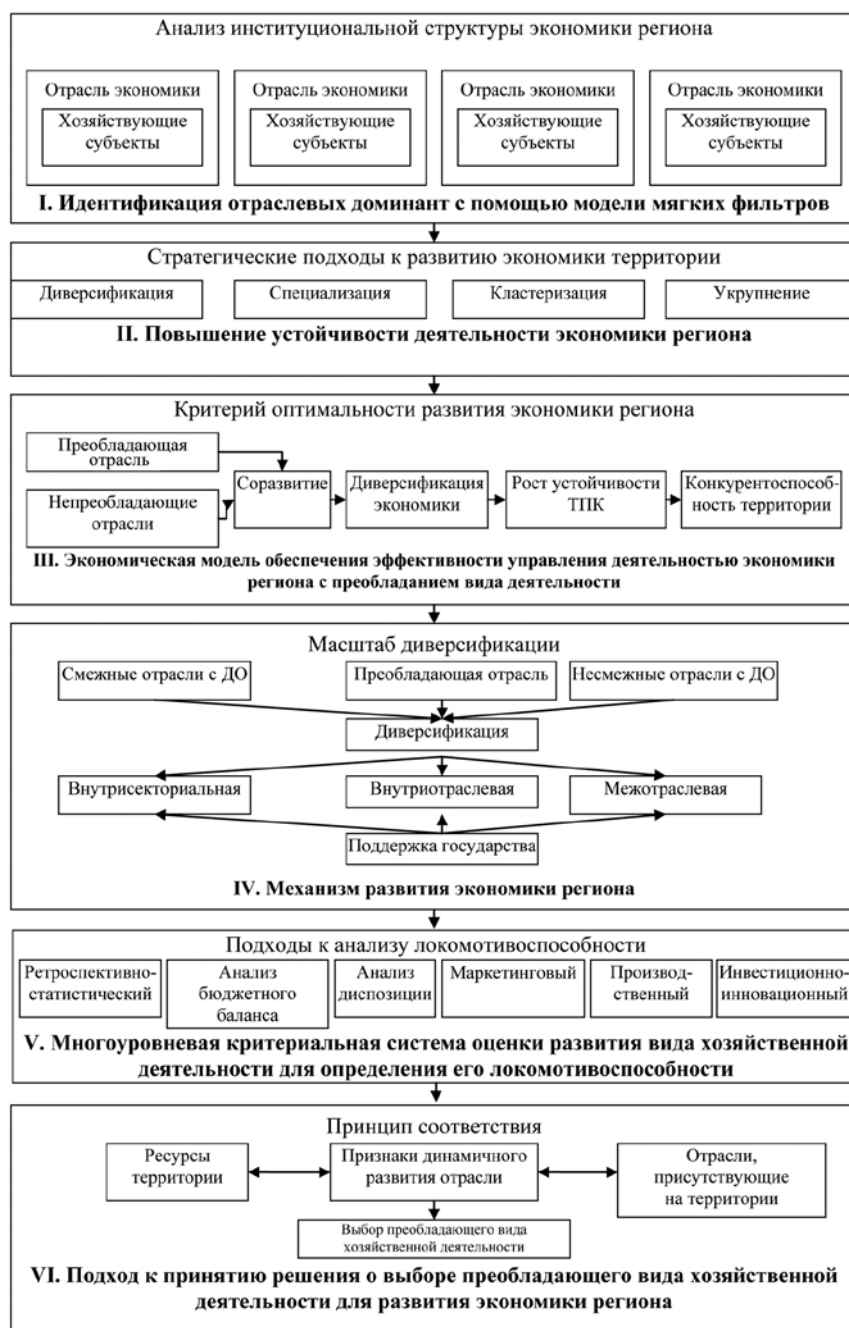 Анализ институциональной структуры экономики региона
Отрасль экономики
Хозяйствующие
субъекты
Отрасль экономики
Хозяйствующие
субъекты
Отрасль экономики
Хозяйствующие
субъекты
Отрасль экономики
Хозяйствующие
субъекты
I. Идентификация отраслевых доминант с помощью модели мягких фильтров
Стратегические подходы к развитию экономики территории
Диверсификация
Специализация
Кластеризация
Укрупнение
II. Повышение устойчивости деятельности экономики региона
Критерий оптимальности развития экономики региона
Преобладающая
отрасль
Непреобладающие
отрасли
Соразвитие
Диверсификация
экономики
Рост устойчивости
ТПК
Конкурентоспособ-
ность территории
III. Экономическая модель обеспечения эффективности управления деятельностью экономики
региона с преобладанием вида деятельности
Масштаб диверсификации
Смежные отрасли с ДО
Преобладающая отрасль
Несмежные отрасли с ДО
Диверсификация
Внутрисекториальная
Внутриотраслевая
Межотраслевая
Поддержка государства
IV. Механизм развития экономики региона
Подходы к анализу локомотивоспособности
Ретроспективно-
статистический
Анализ
бюджетного
баланса
Анализ
диспозиции
Маркетинговый
Производ-
ственный
Инвестиционно-
инновационный
V. Многоуровневая критериальная система оценки развития вида хозяйственной
деятельности для определения его локомотивоспособности
Принцип соответствия
Ресурсы
территории
Признаки динамичного
развития отрасли
Отрасли,
присутствующие
на территории
Выбор преобладающего вида
хозяйственной деятельности
VI. Подход к принятию решения о выборе преобладающего вида хозяйственной
деятельности для развития экономики региона